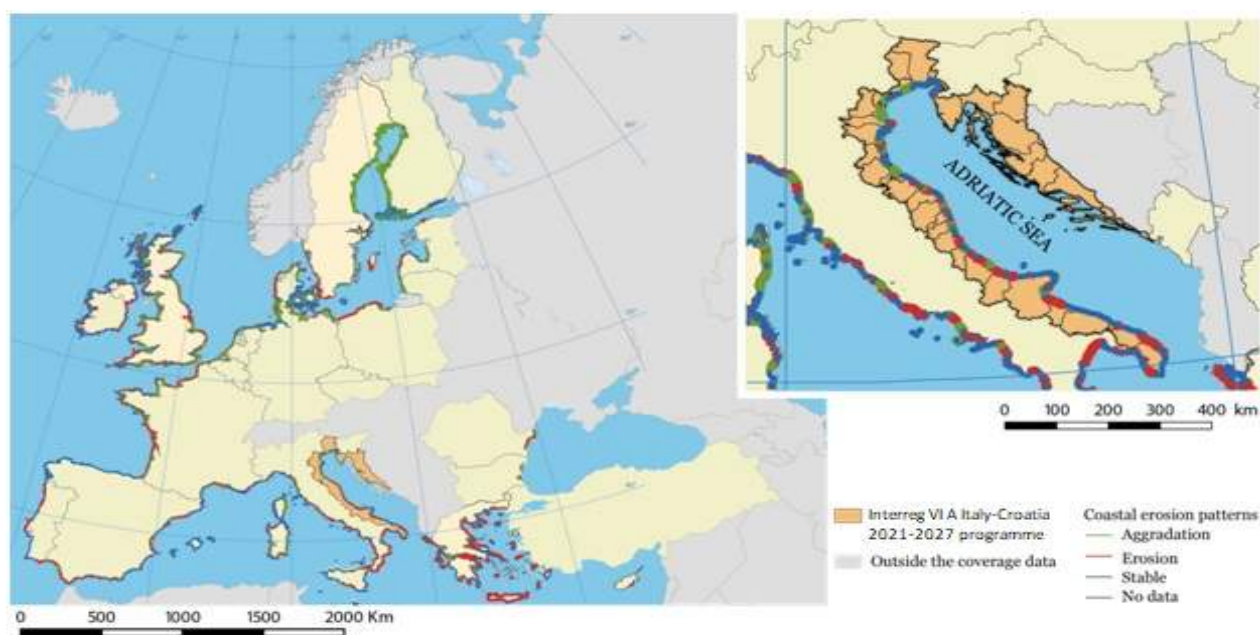 ADRIATIC SEA
0 100 200 300 400 km
Interreg VI A Italy-Croatia
2021-2027 programme
Outside the coverage data
Coastal erosion patterns
Aggradation
Erosion
Stable
No data
0 500 1000 1500 2000 Km